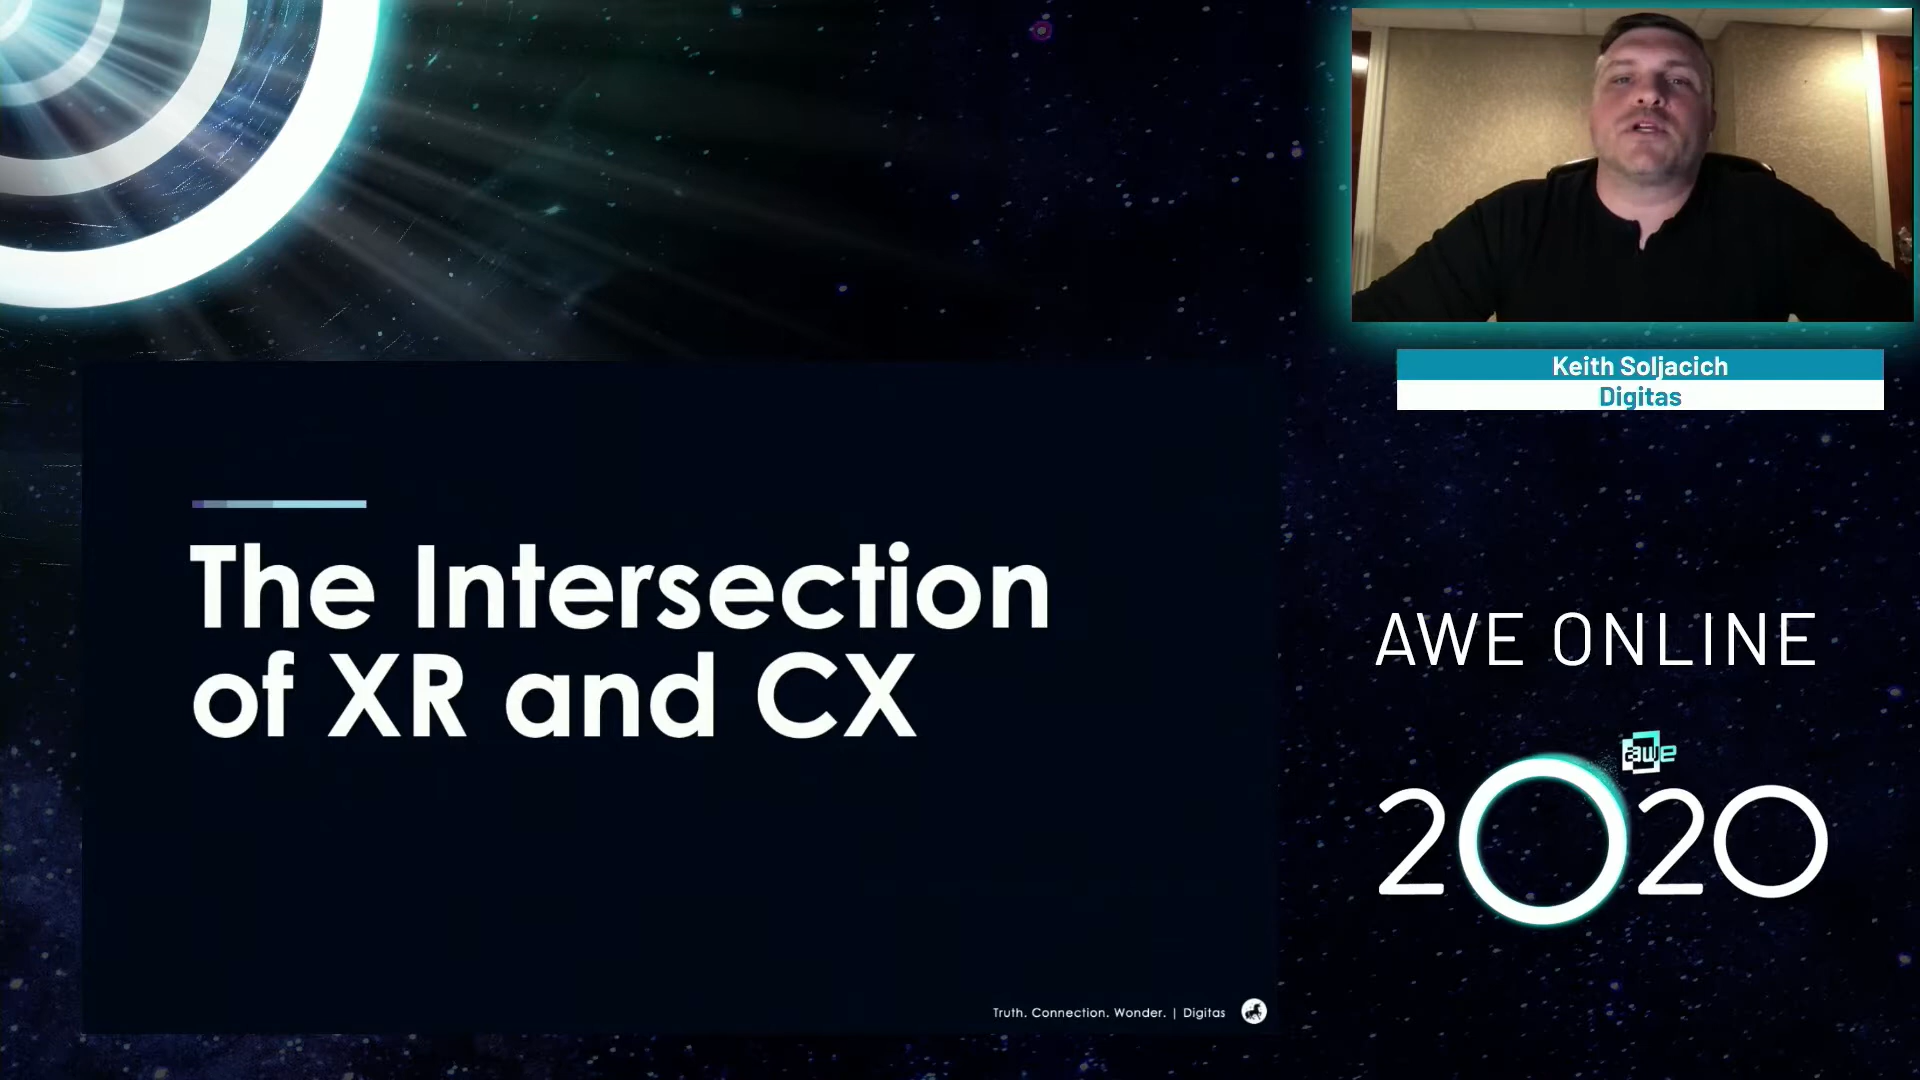 Keith Soljacich
Digitas
The Intersection
of XR and CX
AWE ONLINE
awe
2020
Truth. Connection. Wonder. | Digitas